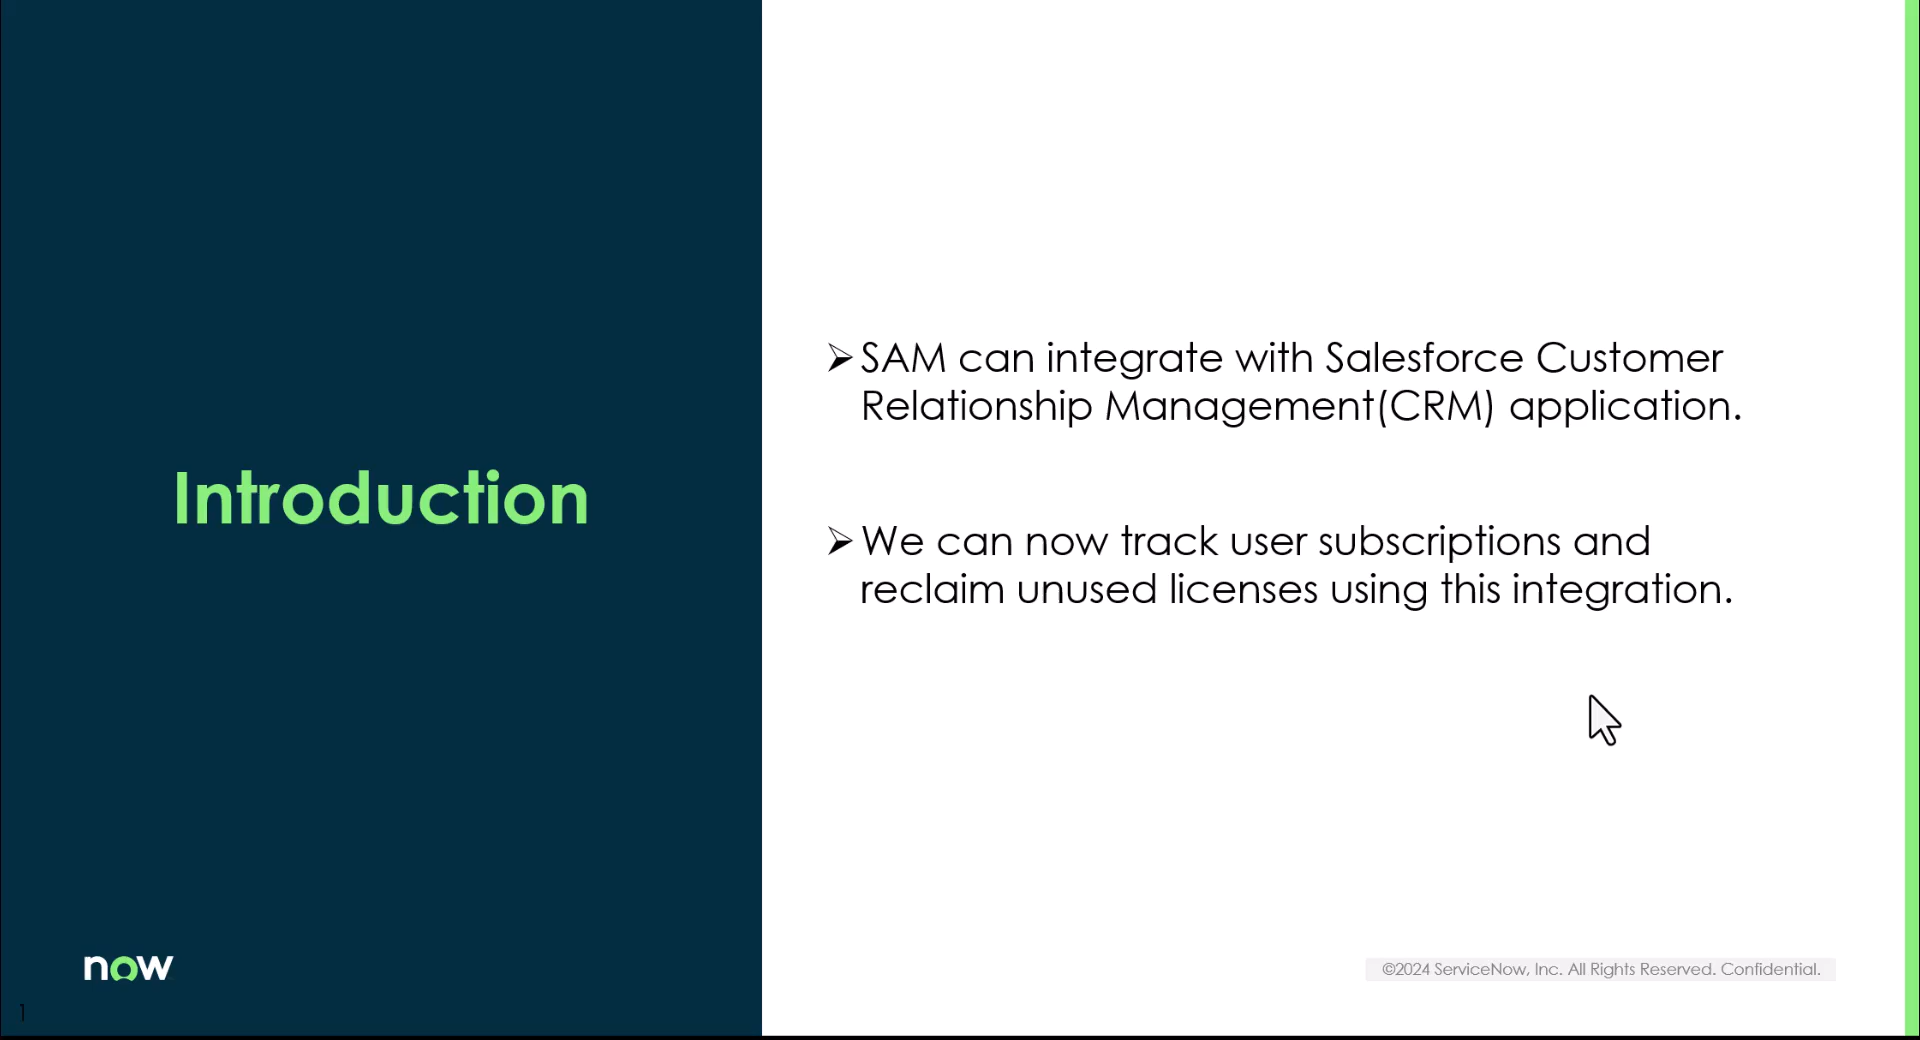 Introduction
➢SAM can integrate with Salesforce Customer
Relationship Management(CRM) application.
➢We can now track user subscriptions and
reclaim unused licenses using this integration.
now
©2024 ServiceNow, Inc. All Rights Reserved. Confidential.
1